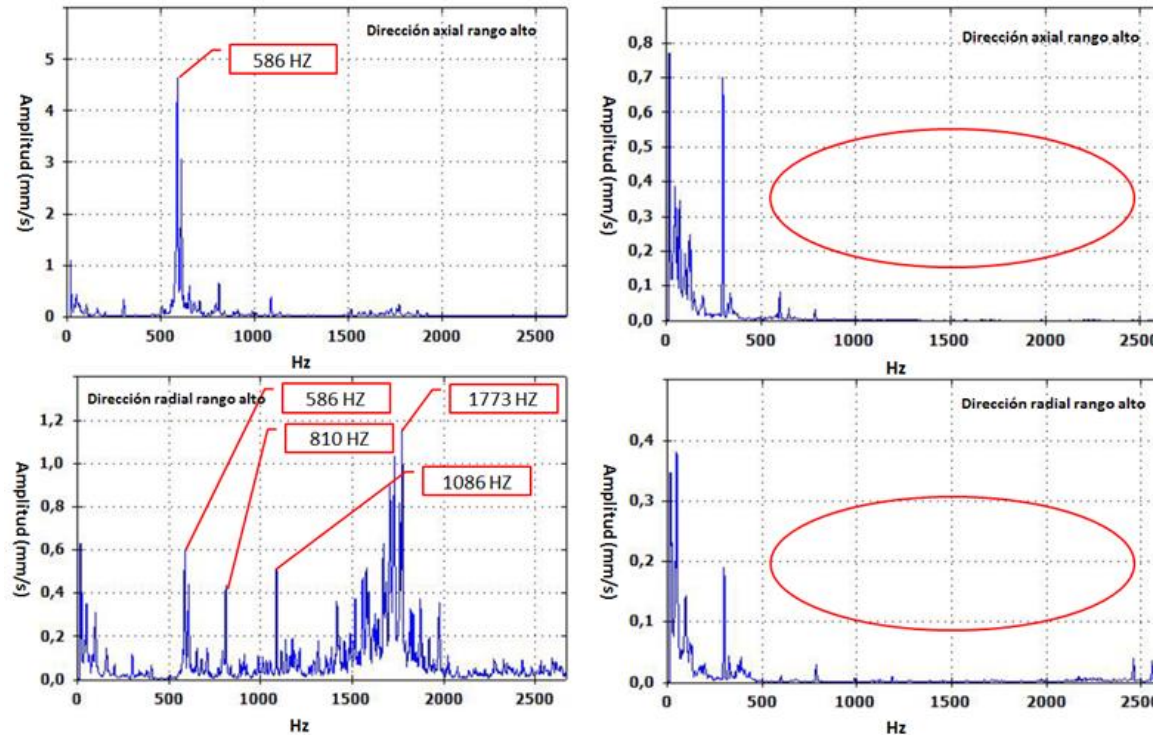 Dirección axial rango alto
586 HZ
Amplitud (mm/s)
5
4
3
2
1
0
0 500 1000 1500 2000 2500
Hz
Dirección axial rango alto
Amplitud (mm/s)
0,8
0,7
0,6
0,5
0,4
0,3
0,2
0,1
0,0
0 500 1000 1500 2000 2500
Hz
Dirección radial rango alto
586 HZ
1773 HZ
810 HZ
1086 HZ
Amplitud (mm/s)
1,2
1,0
0,8
0,6
0,4
0,2
0,0
0 500 1000 1500 2000 2500
Hz
Dirección radial rango alto
Amplitud (mm/s)
0,4
0,3
0,2
0,1
0,0
0 500 1000 1500 2000 2500
Hz